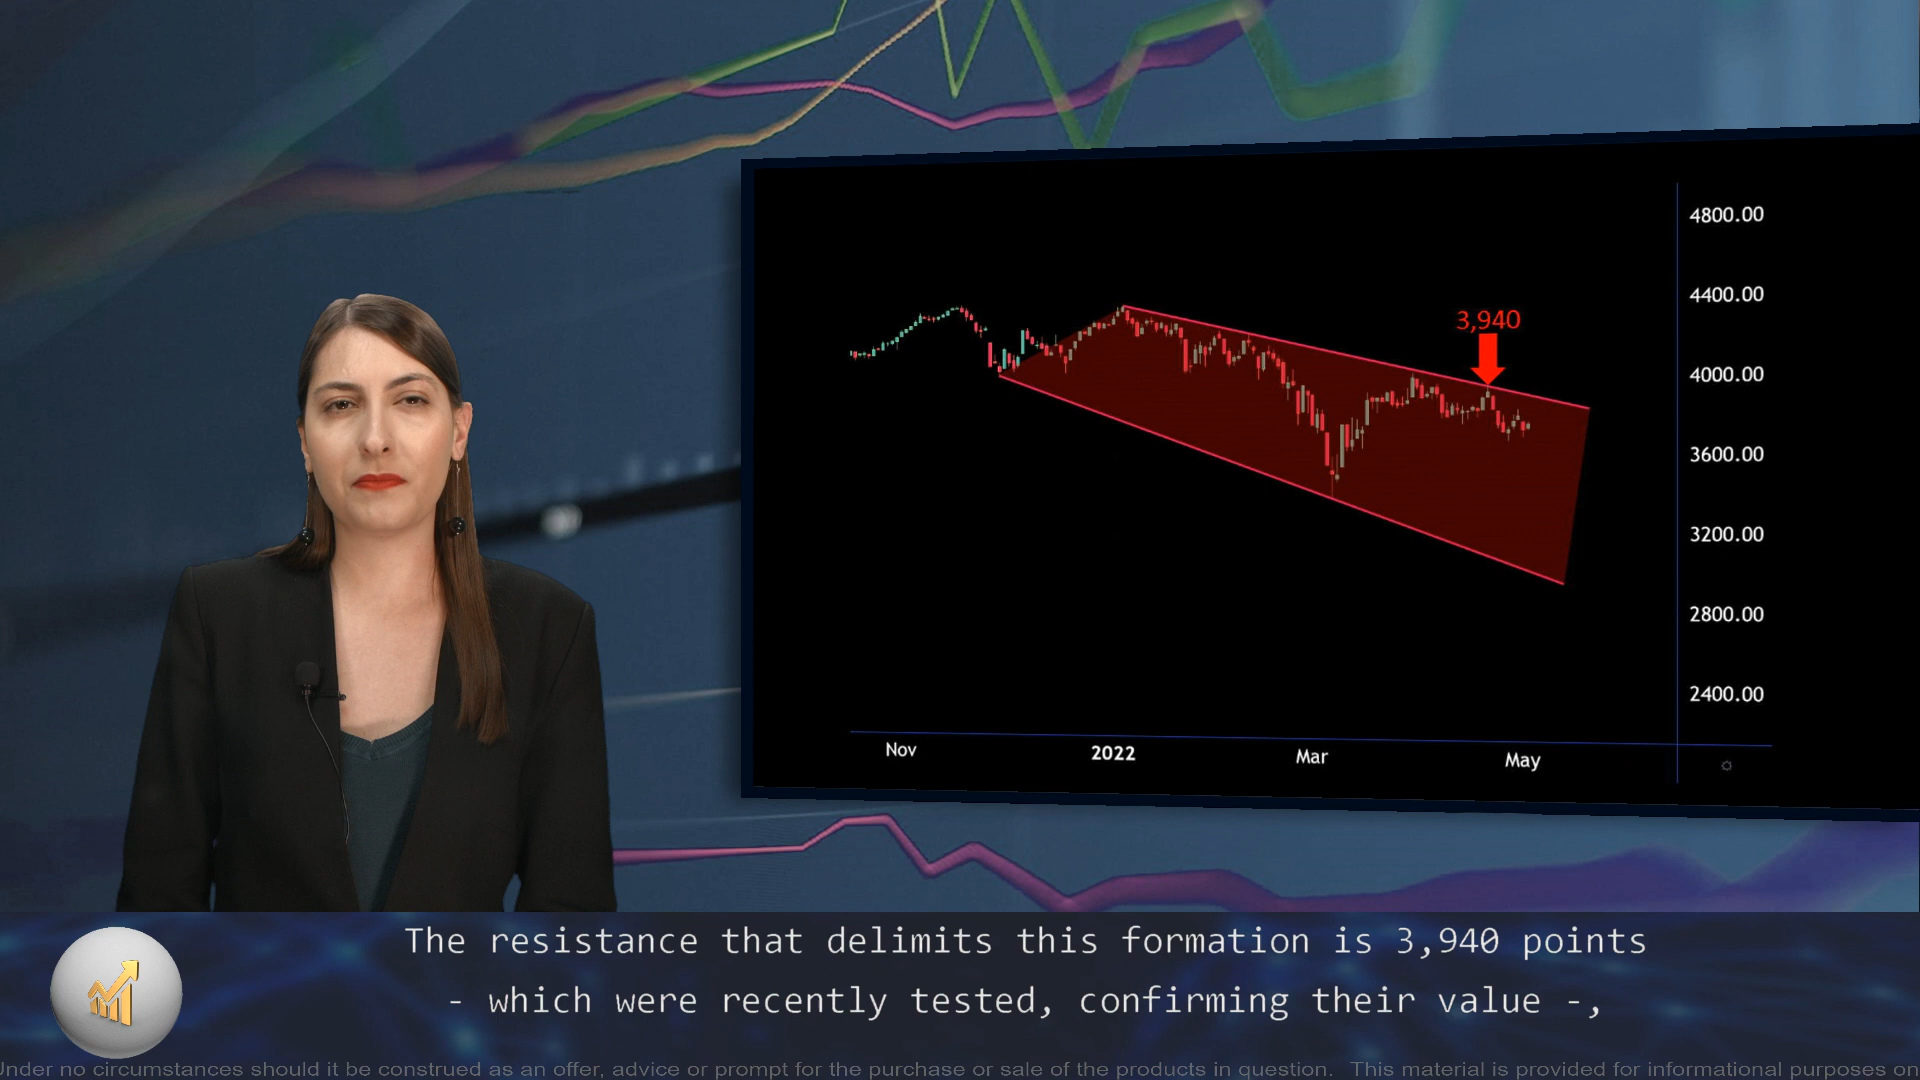 4800.00
4400.00
3,940
4000.00
3600.00
3200.00
2800.00
2400.00
Nov 2022 Mar May
The resistance that delimits this formation is 3,940 points
- which were recently tested, confirming their value -,
Under no circumstances should it be construed as an offer, advice or prompt for the purchase or sale of the products in question. This material is provided for informational purposes on